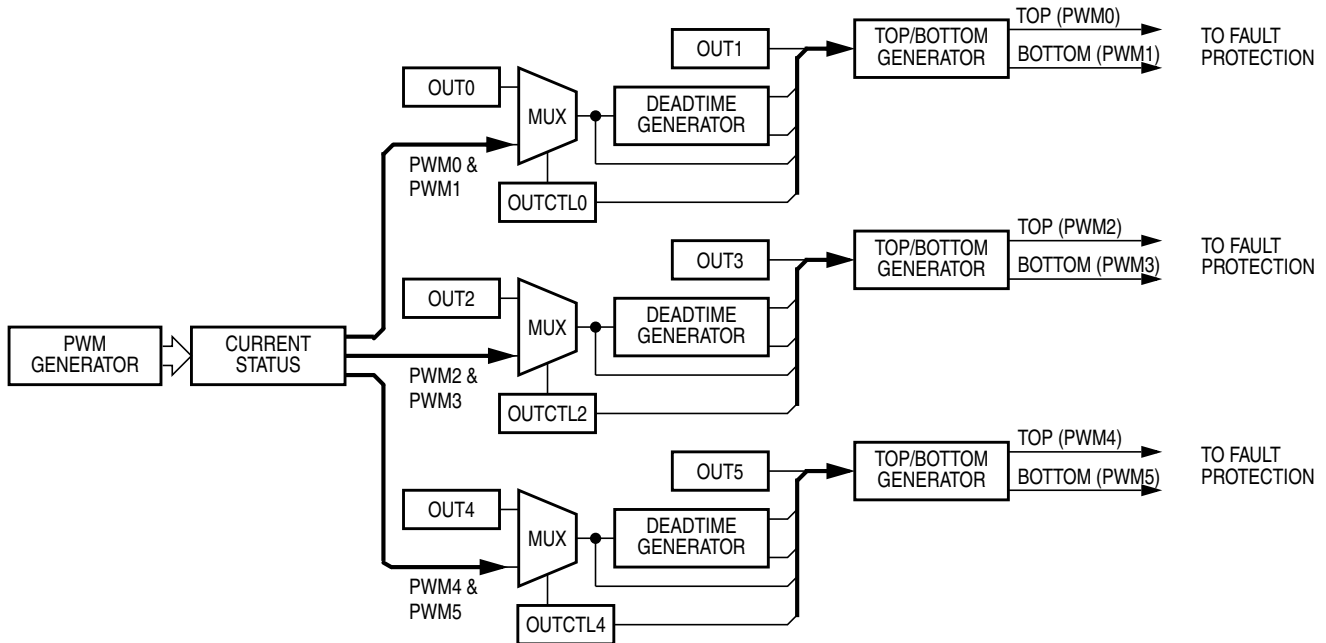 TOP (PWM0)
OUT1
TOP/BOTTOM
GENERATOR
BOTTOM (PWM1)
TO FAULT
PROTECTION
OUT0
MUX
DEADTIME
GENERATOR
PWM0 &
PWM1
OUTCTL0
TOP (PWM2)
OUT3
TOP/BOTTOM
GENERATOR
BOTTOM (PWM3)
TO FAULT
PROTECTION
OUT2
MUX
DEADTIME
GENERATOR
PWM
GENERATOR
CURRENT
STATUS
PWM2 &
PWM3
OUTCTL2
TOP (PWM4)
OUT5
TOP/BOTTOM
GENERATOR
BOTTOM (PWM5)
TO FAULT
PROTECTION
OUT4
MUX
DEADTIME
GENERATOR
PWM4 &
PWM5
OUTCTL4